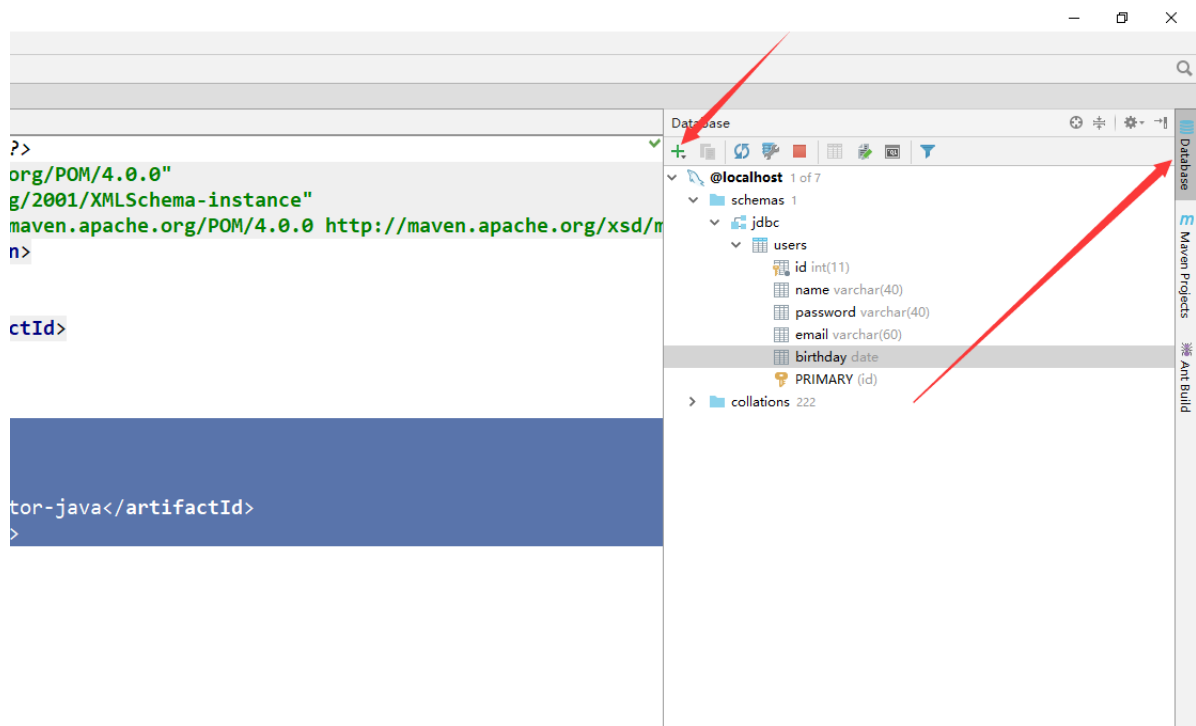 ?>
org/POM/4.0.0"
g/2001/XMLSchema-instance"
maven.apache.org/POM/4.0.0 http://maven.apache.org/xsd/m
n>
ctId>
tor-java</artifactId>
>
Database
@localhost 1 of 7
schemas 1
jdbc
users
id int(11)
name varchar(40)
password varchar(40)
email varchar(60)
birthday date
PRIMARY (id)
collations 222
Database
Maven Projects
Ant Build